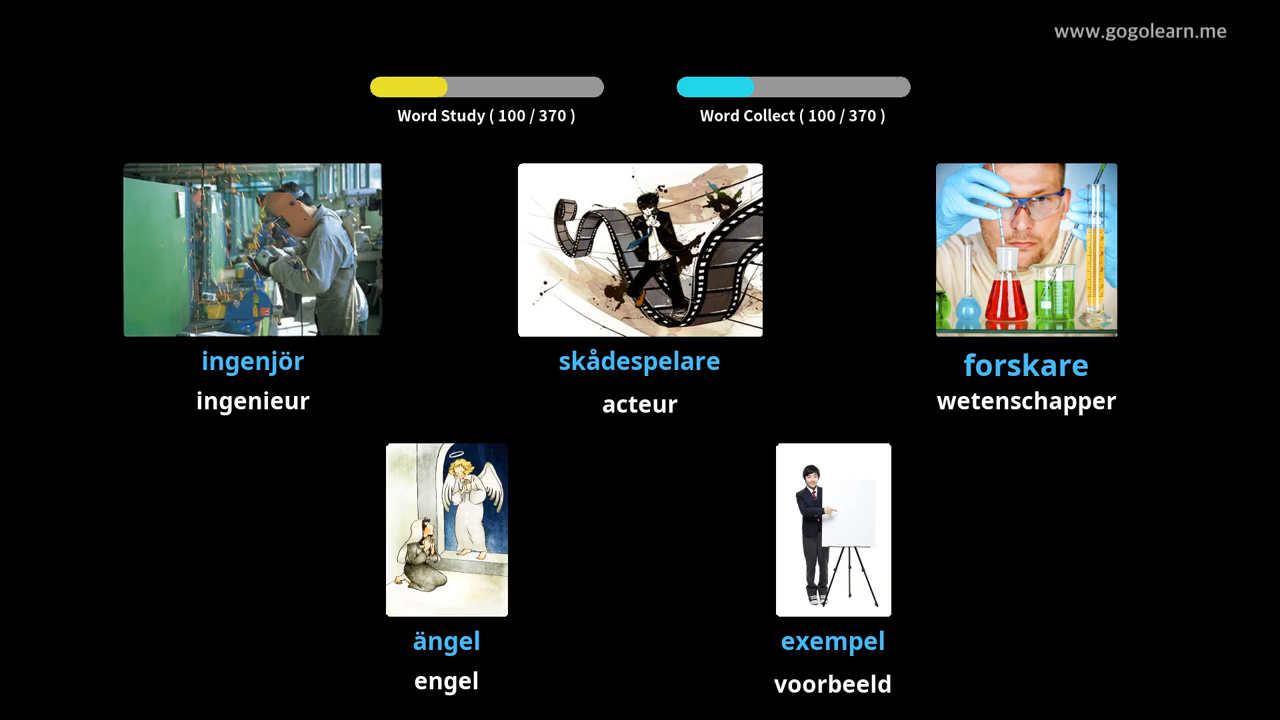 www.gogolearn.me
Word Study ( 100 / 370 )
Word Collect ( 100 / 370 )
ingenjör
ingenieur
skådespelare
acteur
forskare
wetenschapper
ängel
engel
exempel
voorbeeld